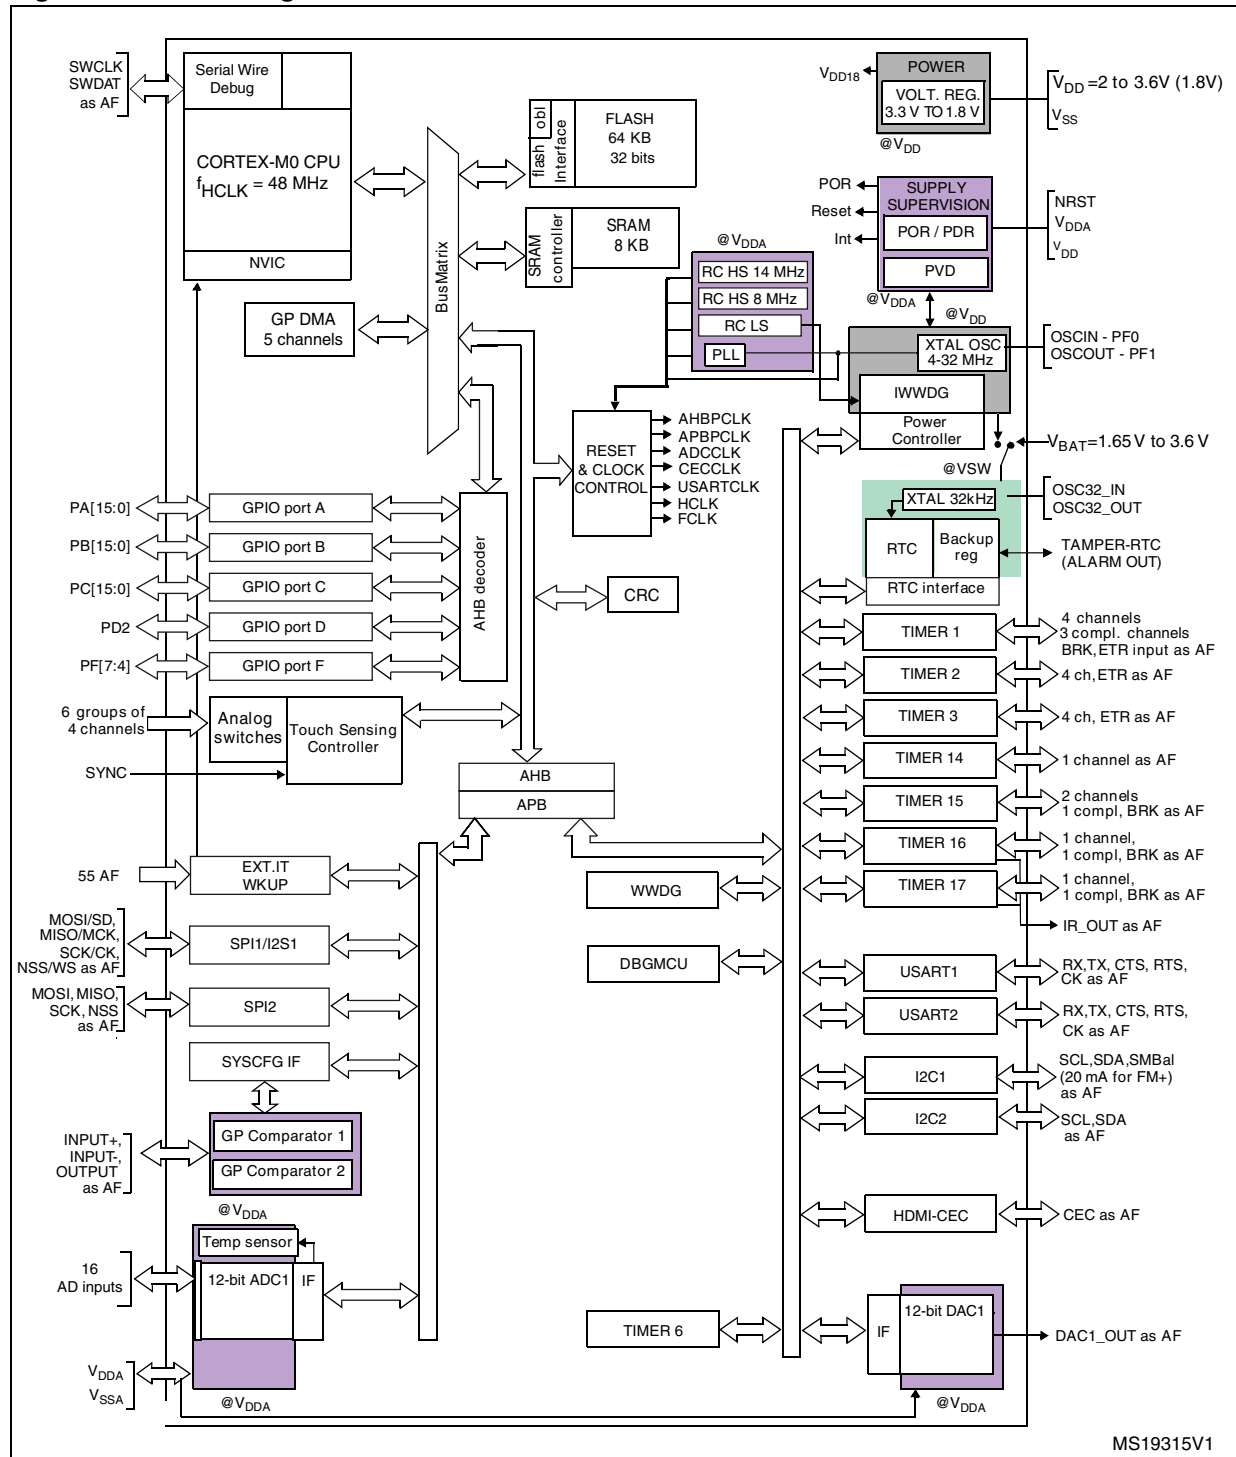 SWCLK
SWDAT
as AF
Serial Wire
Debug
CORTEX-M0 CPU
fHCLK = 48 MHz
NVIC
GP DMA
5 channels
BusMatrix
flash
obl
Interface
FLASH
64 KB
32 bits
SRAM
controller
SRAM
8 KB
VDD18
POWER
VOLT. REG.
3.3 V TO 1.8 V
@VDD
VDD =2 to 3.6V (1.8V)
VSS
POR
Reset
Int
SUPPLY
SUPERVISION
POR / PDR
PVD
@VDDA
NRST
VDDA
VDD
@VDDA
RC HS 14 MHz
RC HS 8 MHz
RC LS
PLL
@VDD
XTAL OSC
4-32 MHz
OSCIN - PF0
OSCOUT - PF1
IWWDG
Power
Controller
VBAT=1.65 V to 3.6 V
@VSW
RESET
& CLOCK
CONTROL
AHBPCLK
APBPCLK
ADCCLK
CECCLK
USARTCLK
HCLK
FCLK
XTAL 32kHz
OSC32_IN
OSC32_OUT
RTC
Backup
reg
TAMPER-RTC
(ALARM OUT)
RTC interface
PA[15:0]
GPIO port A
PB[15:0]
GPIO port B
PC[15:0]
GPIO port C
PD2
GPIO port D
PF[7:4]
GPIO port F
AHB decoder
CRC
6 groups of
4 channels
Analog
switches
Touch Sensing
Controller
SYNC
AHB
APB
TIMER 1
4 channels
3 compl. channels
BRK,ETR input as AF
TIMER 2
4 ch,ETR as AF
TIMER 3
4 ch, ETR as AF
TIMER 14
1 channel as AF
TIMER 15
2 channels
1 compl, BRK as AF
TIMER 16
1 channel,
1 compl, BRK as AF
TIMER 17
1 channel,
1 compl, BRK as AF
IR_OUT as AF
55 AF
EXT.IT
WKUP
WWDG
DBGMCU
MOSI/SD,
MISO/MCK,
SCK/CK,
NSS/WS as AF
SPI1/I2S1
MOSI, MISO,
SCK, NSS
as AF
SPI2
SYSCFG IF
USART1
RX,TX, CTS, RTS,
CK as AF
USART2
RX,TX, CTS, RTS,
CK as AF
I2C1
SCL,SDA,SMBal
(20 mA for FM+)
as AF
I2C2
SCL,SDA
as AF
INPUT+,
INPUT-,
OUTPUT
as AF
GP Comparator 1
GP Comparator 2
@VDDA
HDMI-CEC
CEC as AF
Temp sensor
16
AD inputs
12-bit ADC1
IF
VDDA
VSSA
@VDDA
TIMER 6
IF
12-bit DAC1
DAC1_OUT as AF
@VDDA
MS19315V1